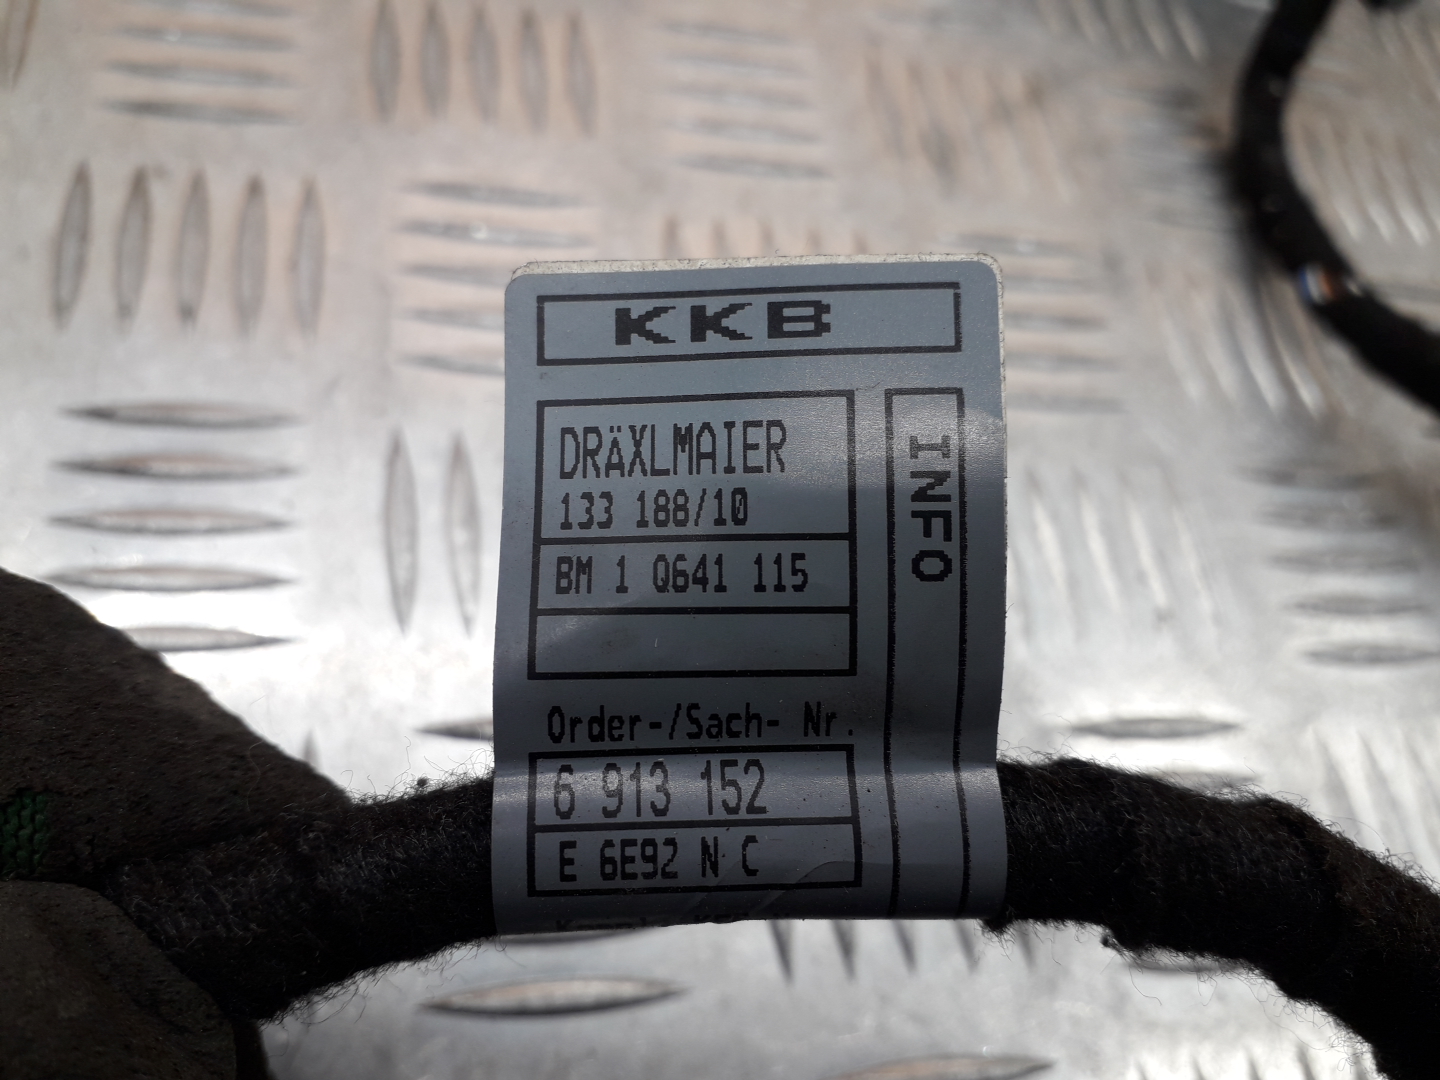 KKB
DRÄXLMAIER
133 188/10
BM 1 Q641 115
INFO
Order-/Sach- Nr.
6 913 152
E 6E92 N C